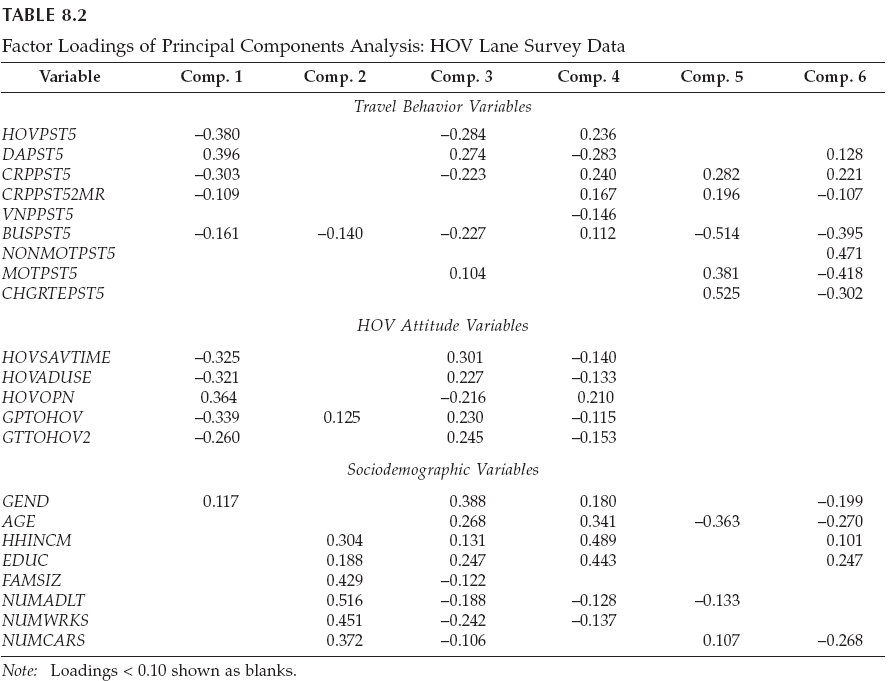 TABLE 8.2
Factor Loadings of Principal Components Analysis: HOV Lane Survey Data
Variable Comp. 1 Comp. 2 Comp. 3 Comp. 4 Comp. 5 Comp. 6
Travel Behavior Variables
HOVPST5 –0.380 –0.284 0.236
DAPST5 0.396 0.274 –0.283 0.128
CRPPST5 –0.303 –0.223 0.240 0.282 0.221
CRPPST52MR –0.109 0.167 0.196 –0.107
VNPPST5 –0.146
BUSPST5 –0.161 –0.140 –0.227 0.112 –0.514 –0.395
NONMOTPST5 0.471
MOTPST5 0.104 0.381 –0.418
CHGRTEPST5 0.525 –0.302
HOV Attitude Variables
HOVSAVTIME –0.325 0.301 –0.140
HOVADUSE –0.321 0.227 –0.133
HOVOPN 0.364 –0.216 0.210
GPTOHOV –0.339 0.125 0.230 –0.115
GTTOHOV2 –0.260 0.245 –0.153
Sociodemographic Variables
GEND 0.117 0.388 0.180 –0.199
AGE 0.268 0.341 –0.363 –0.270
HHINCM 0.304 0.131 0.489 0.101
EDUC 0.188 0.247 0.443 0.247
FAMSIZ 0.429 –0.122
NUMADLT 0.516 –0.188 –0.128 –0.133
NUMWRKS 0.451 –0.242 –0.137
NUMCARS 0.372 –0.106 0.107 –0.268
Note: Loadings < 0.10 shown as blanks.